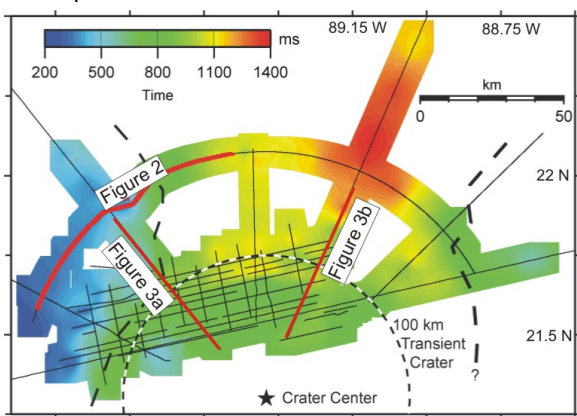 89.15 W
88.75 W
ms
200 500 800 1100 1400
Time
km
0 50
Figure 2
22 N
Figure 3a
Figure 3b
100 km
Transient
Crater
21.5 N
?
Crater Center